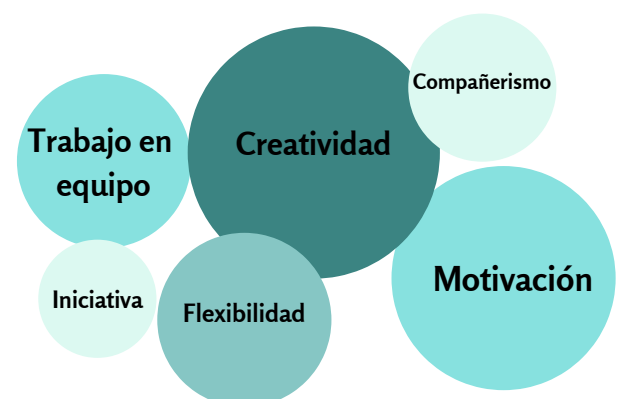 Compañerismo
Creatividad
Trabajo en
equipo
Motivación
Iniciativa
Flexibilidad